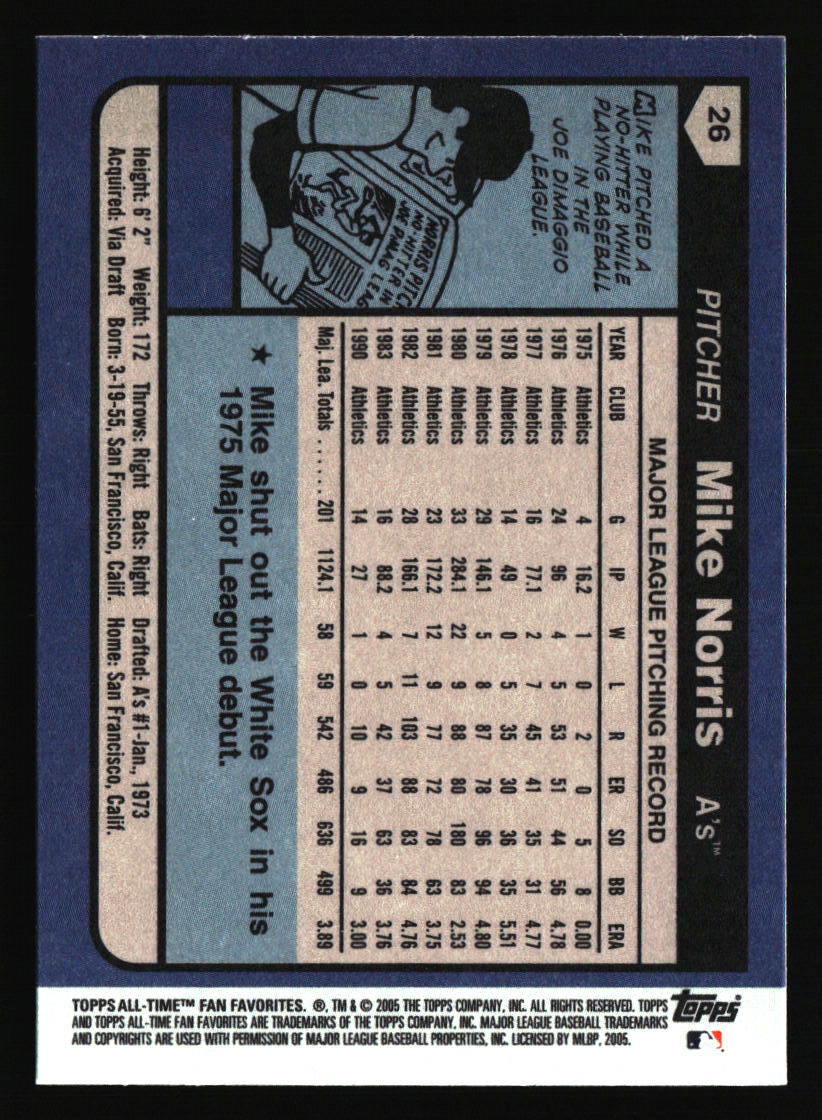 26
PITCHER Mike Norris A's™
MIKE PITCHED A
NO-HITTER WHILE
PLAYING BASEBALL
IN THE
JOE DIMAGGIO
LEAGUE.
NORRIS PITCH
NO-HITTER IN
JOE DIMAG LEAG
MAJOR LEAGUE PITCHING RECORD
YEAR CLUB G IP W L R ER SO BB ERA
1975 Athletics 4 16.2 1 0 2 0 5 8 0.00
1976 Athletics 24 96 4 5 53 51 44 56 4.78
1977 Athletics 16 77.1 2 7 45 41 35 31 4.77
1978 Athletics 14 49 0 5 35 30 36 35 5.51
1979 Athletics 29 146.1 5 8 87 78 96 94 4.80
1980 Athletics 33 284.1 22 9 88 80 180 83 2.53
1981 Athletics 23 172.2 12 9 77 72 78 63 3.75
1982 Athletics 28 166.1 7 11 103 88 83 84 4.76
1983 Athletics 16 88.2 4 5 42 37 63 36 3.76
1990 Athletics 14 27 1 0 10 9 16 9 3.00
Maj. Lea. Totals ...... 201 1124.1 58 59 542 486 636 499 3.89
★ Mike shut out the White Sox in his
1975 Major League debut.
Height: 6' 2" Weight: 172 Throws: Right Bats: Right Drafted: A's #1-Jan., 1973
Acquired: Via Draft Born: 3-19-55, San Francisco, Calif. Home: San Francisco, Calif.
TOPPS ALL-TIME™ FAN FAVORITES. ®, TM & © 2005 THE TOPPS COMPANY, INC. ALL RIGHTS RESERVED. TOPPS
AND TOPPS ALL-TIME FAN FAVORITES ARE TRADEMARKS OF THE TOPPS COMPANY, INC. MAJOR LEAGUE BASEBALL TRADEMARKS
AND COPYRIGHTS ARE USED WITH PERMISSION OF MAJOR LEAGUE BASEBALL PROPERTIES, INC. LICENSED BY MLBP, 2005.
topps